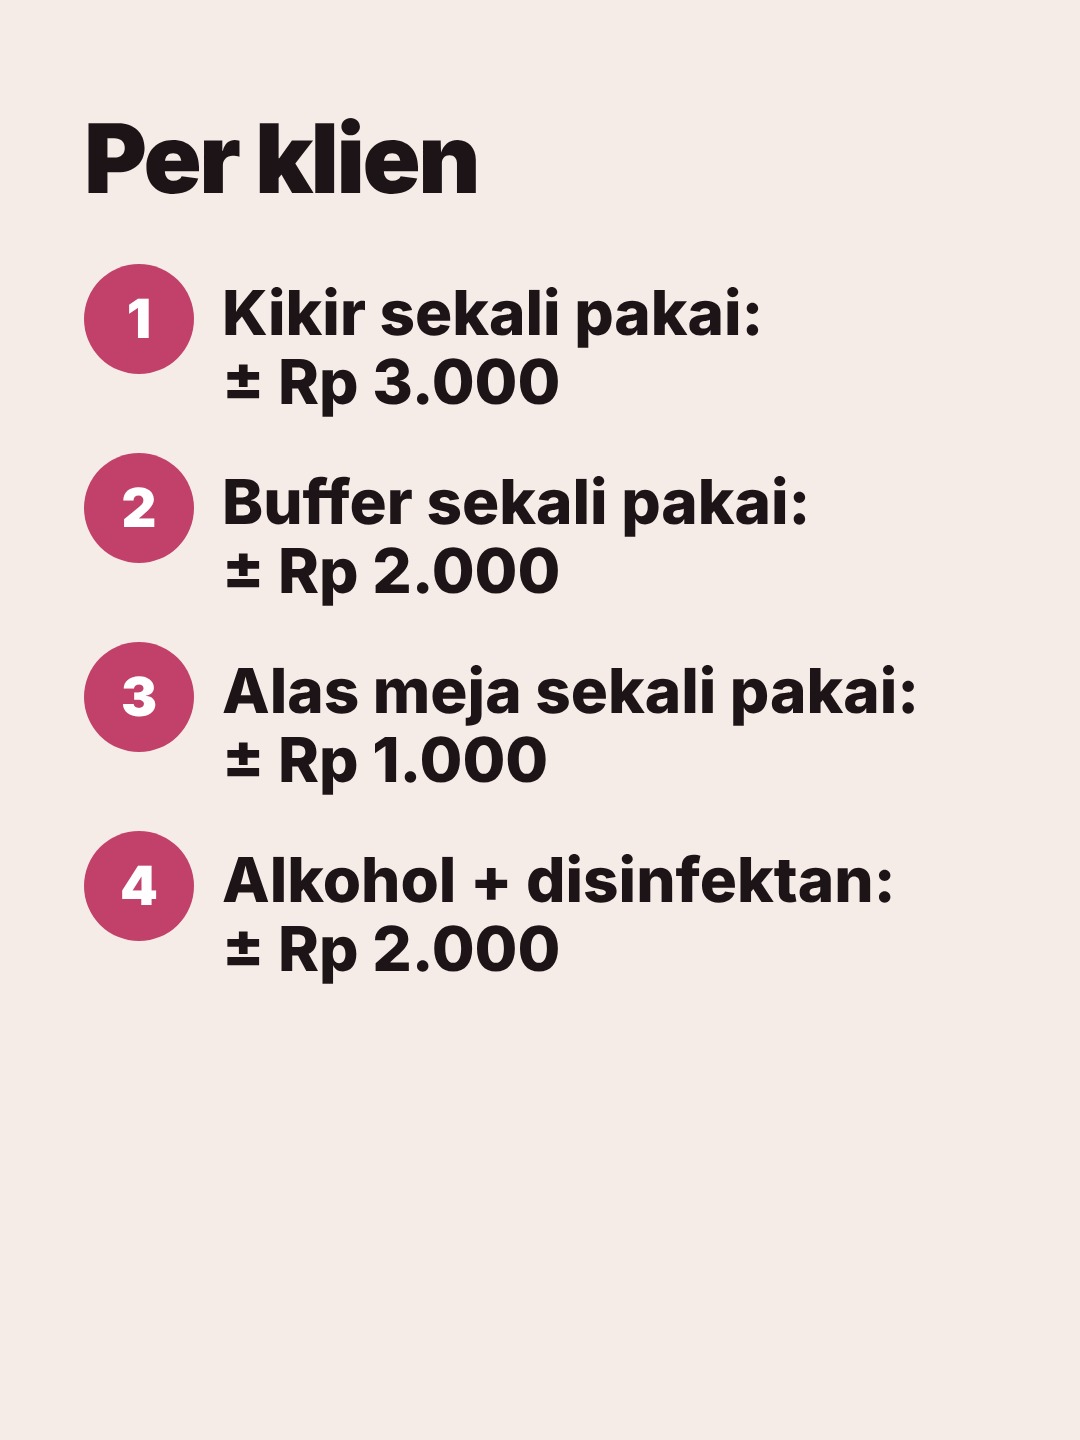 Per klien
1 Kikir sekali pakai:
± Rp 3.000
2 Buffer sekali pakai:
± Rp 2.000
3 Alas meja sekali pakai:
± Rp 1.000
4 Alkohol + disinfektan:
± Rp 2.000